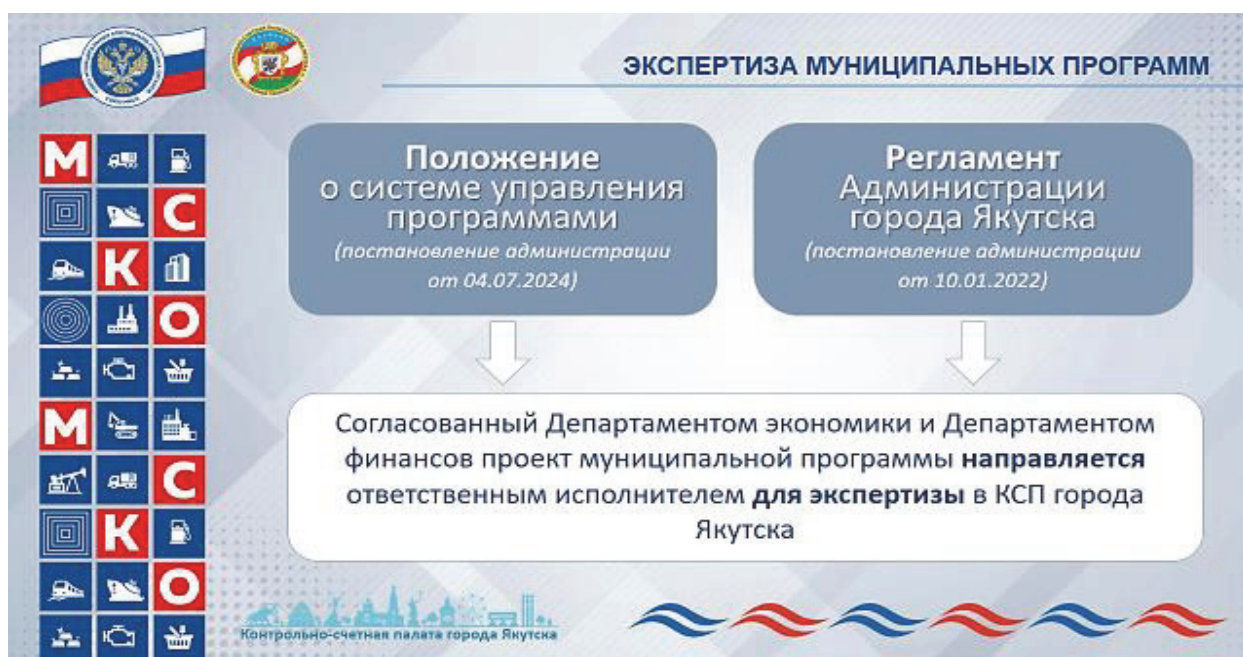 ЭКСПЕРТИЗА МУНИЦИПАЛЬНЫХ ПРОГРАММ
Положение
о системе управления
программами
(постановление администрации
от 04.07.2024)
Регламент
Администрации
города Якутска
(постановление администрации
от 10.01.2022)
Согласованный Департаментом экономики и Департаментом
финансов проект муниципальной программы направляется
ответственным исполнителем для экспертизы в КСП города
Якутска
М
С
К
О
М
С
К
О
Контрольно-счетная палата города Якутска